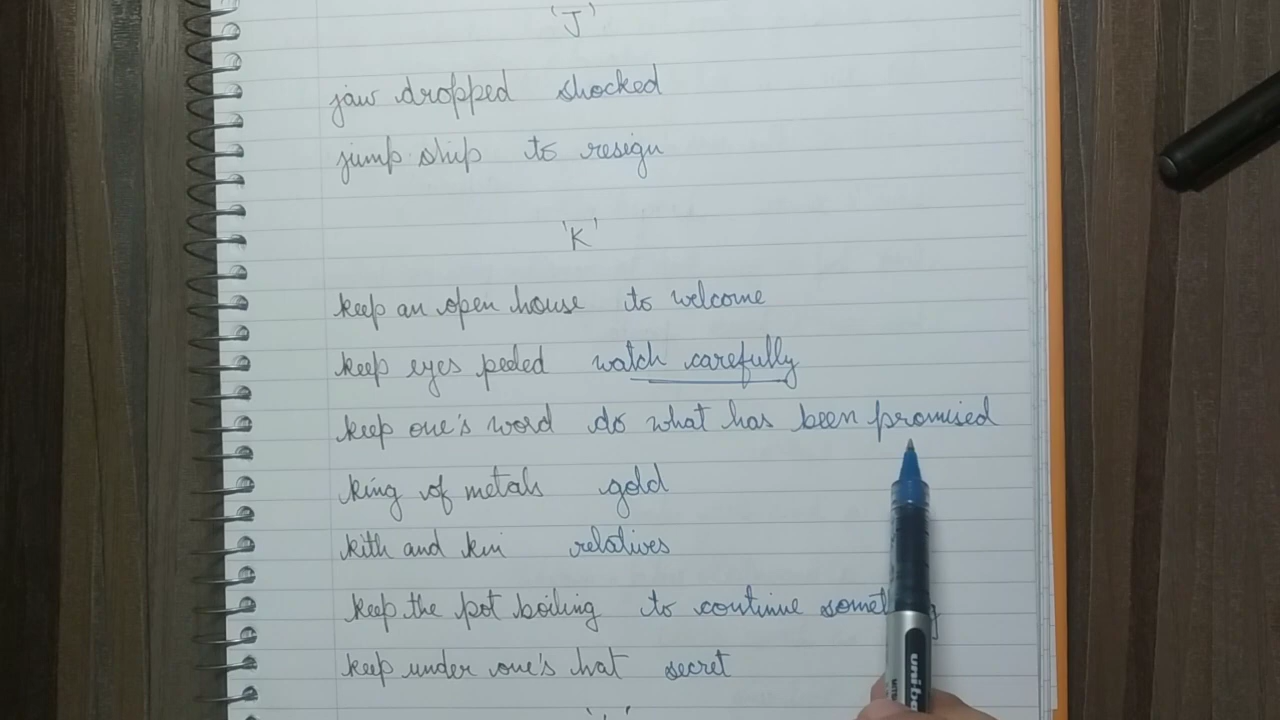 'J'
jaw dropped shocked
jump ship to resign
'K'
keep an open house to welcome
keep eyes peeled watch carefully
keep one's word do what has been promised
king of metals gold
kith and kin relatives
keep the pot boiling to continue
keep under one's hat secret
uni-ba